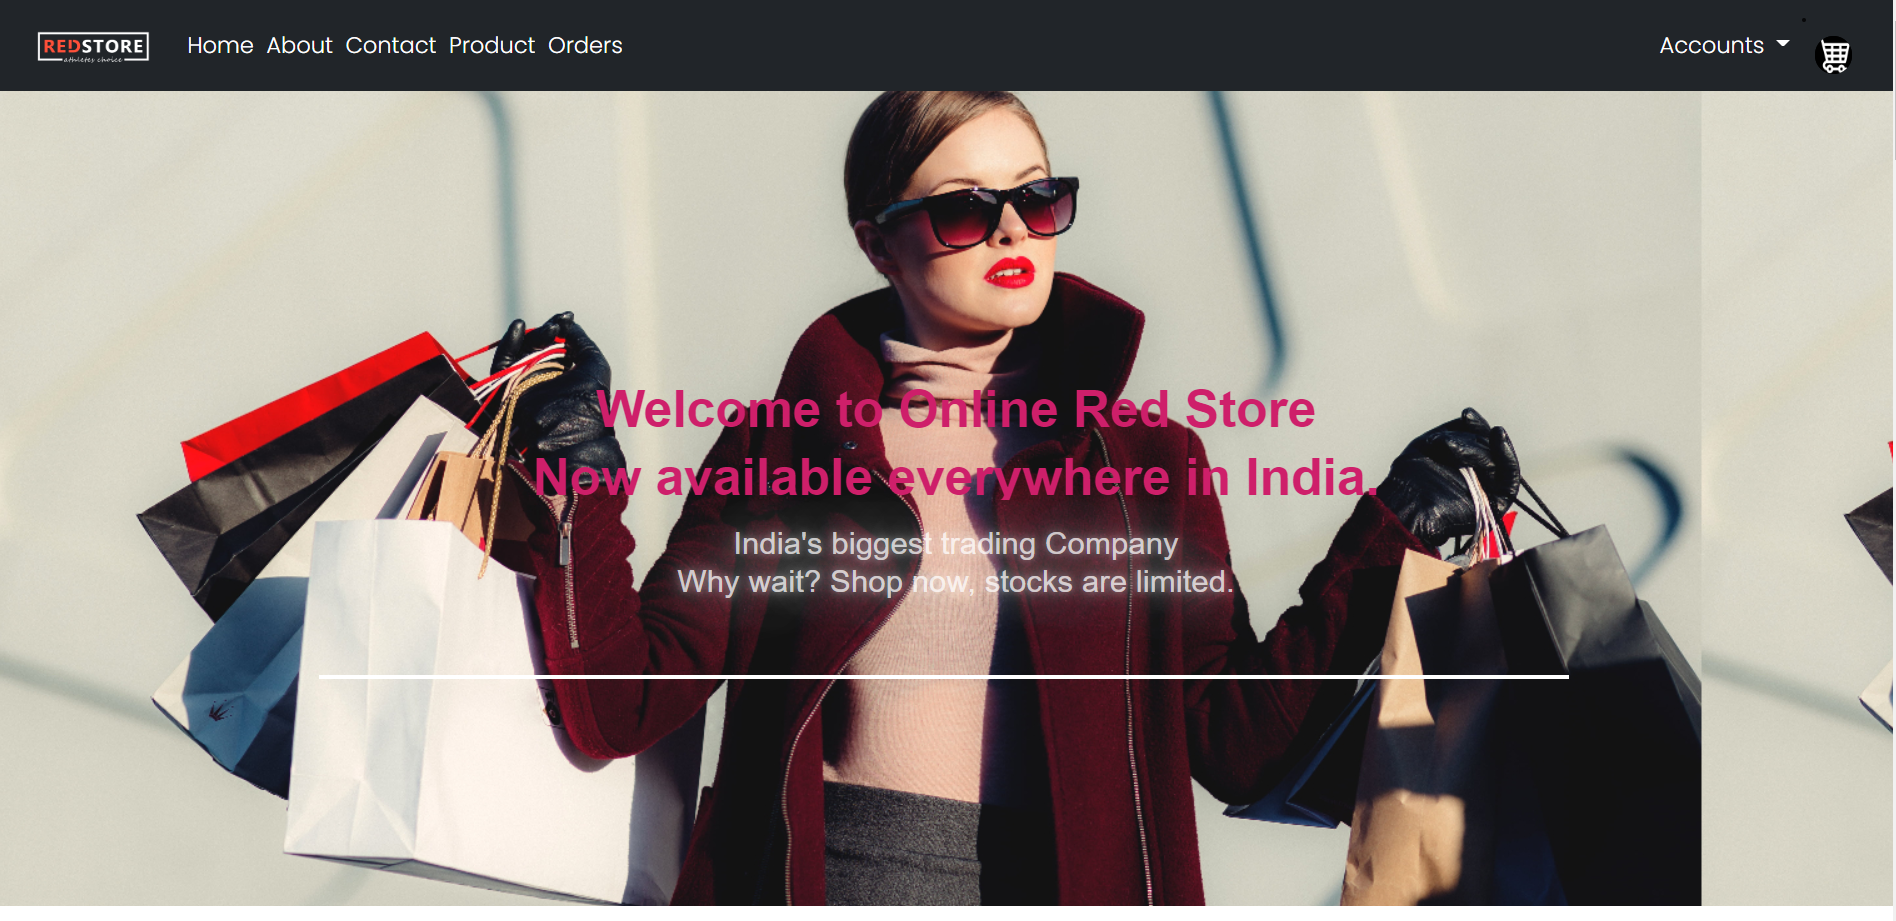 REDSTORE
athletes choice
Home About Contact Product Orders
Accounts
Welcome to Online Red Store
Now available everywhere in India.
India's biggest trading Company
Why wait? Shop now, stocks are limited.